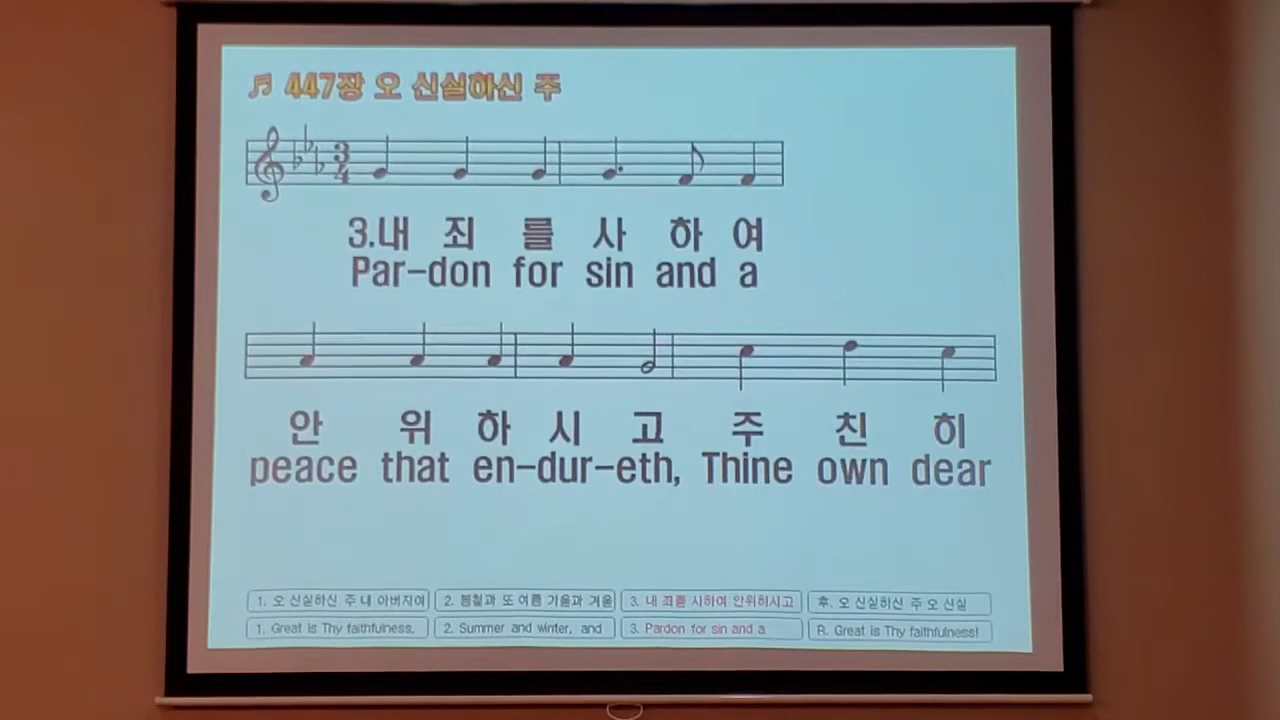 ♬ 447장 오 신실하신 주
3.내 죄 를 사 하 여
Par-don for sin and a
안 위 하 시 고 주 친 히
peace that en-dur-eth, Thine own dear
1. 오 신실하신 주 내 아버지여
2. 봄철과 또 여름 가을과 겨울
3. 내 죄를 사하여 안위하시고
후. 오 신실하신 주 오 신실
1. Great is Thy faithfulness,
2. Summer and winter, and
3. Pardon for sin and a
R. Great is Thy faithfulness!